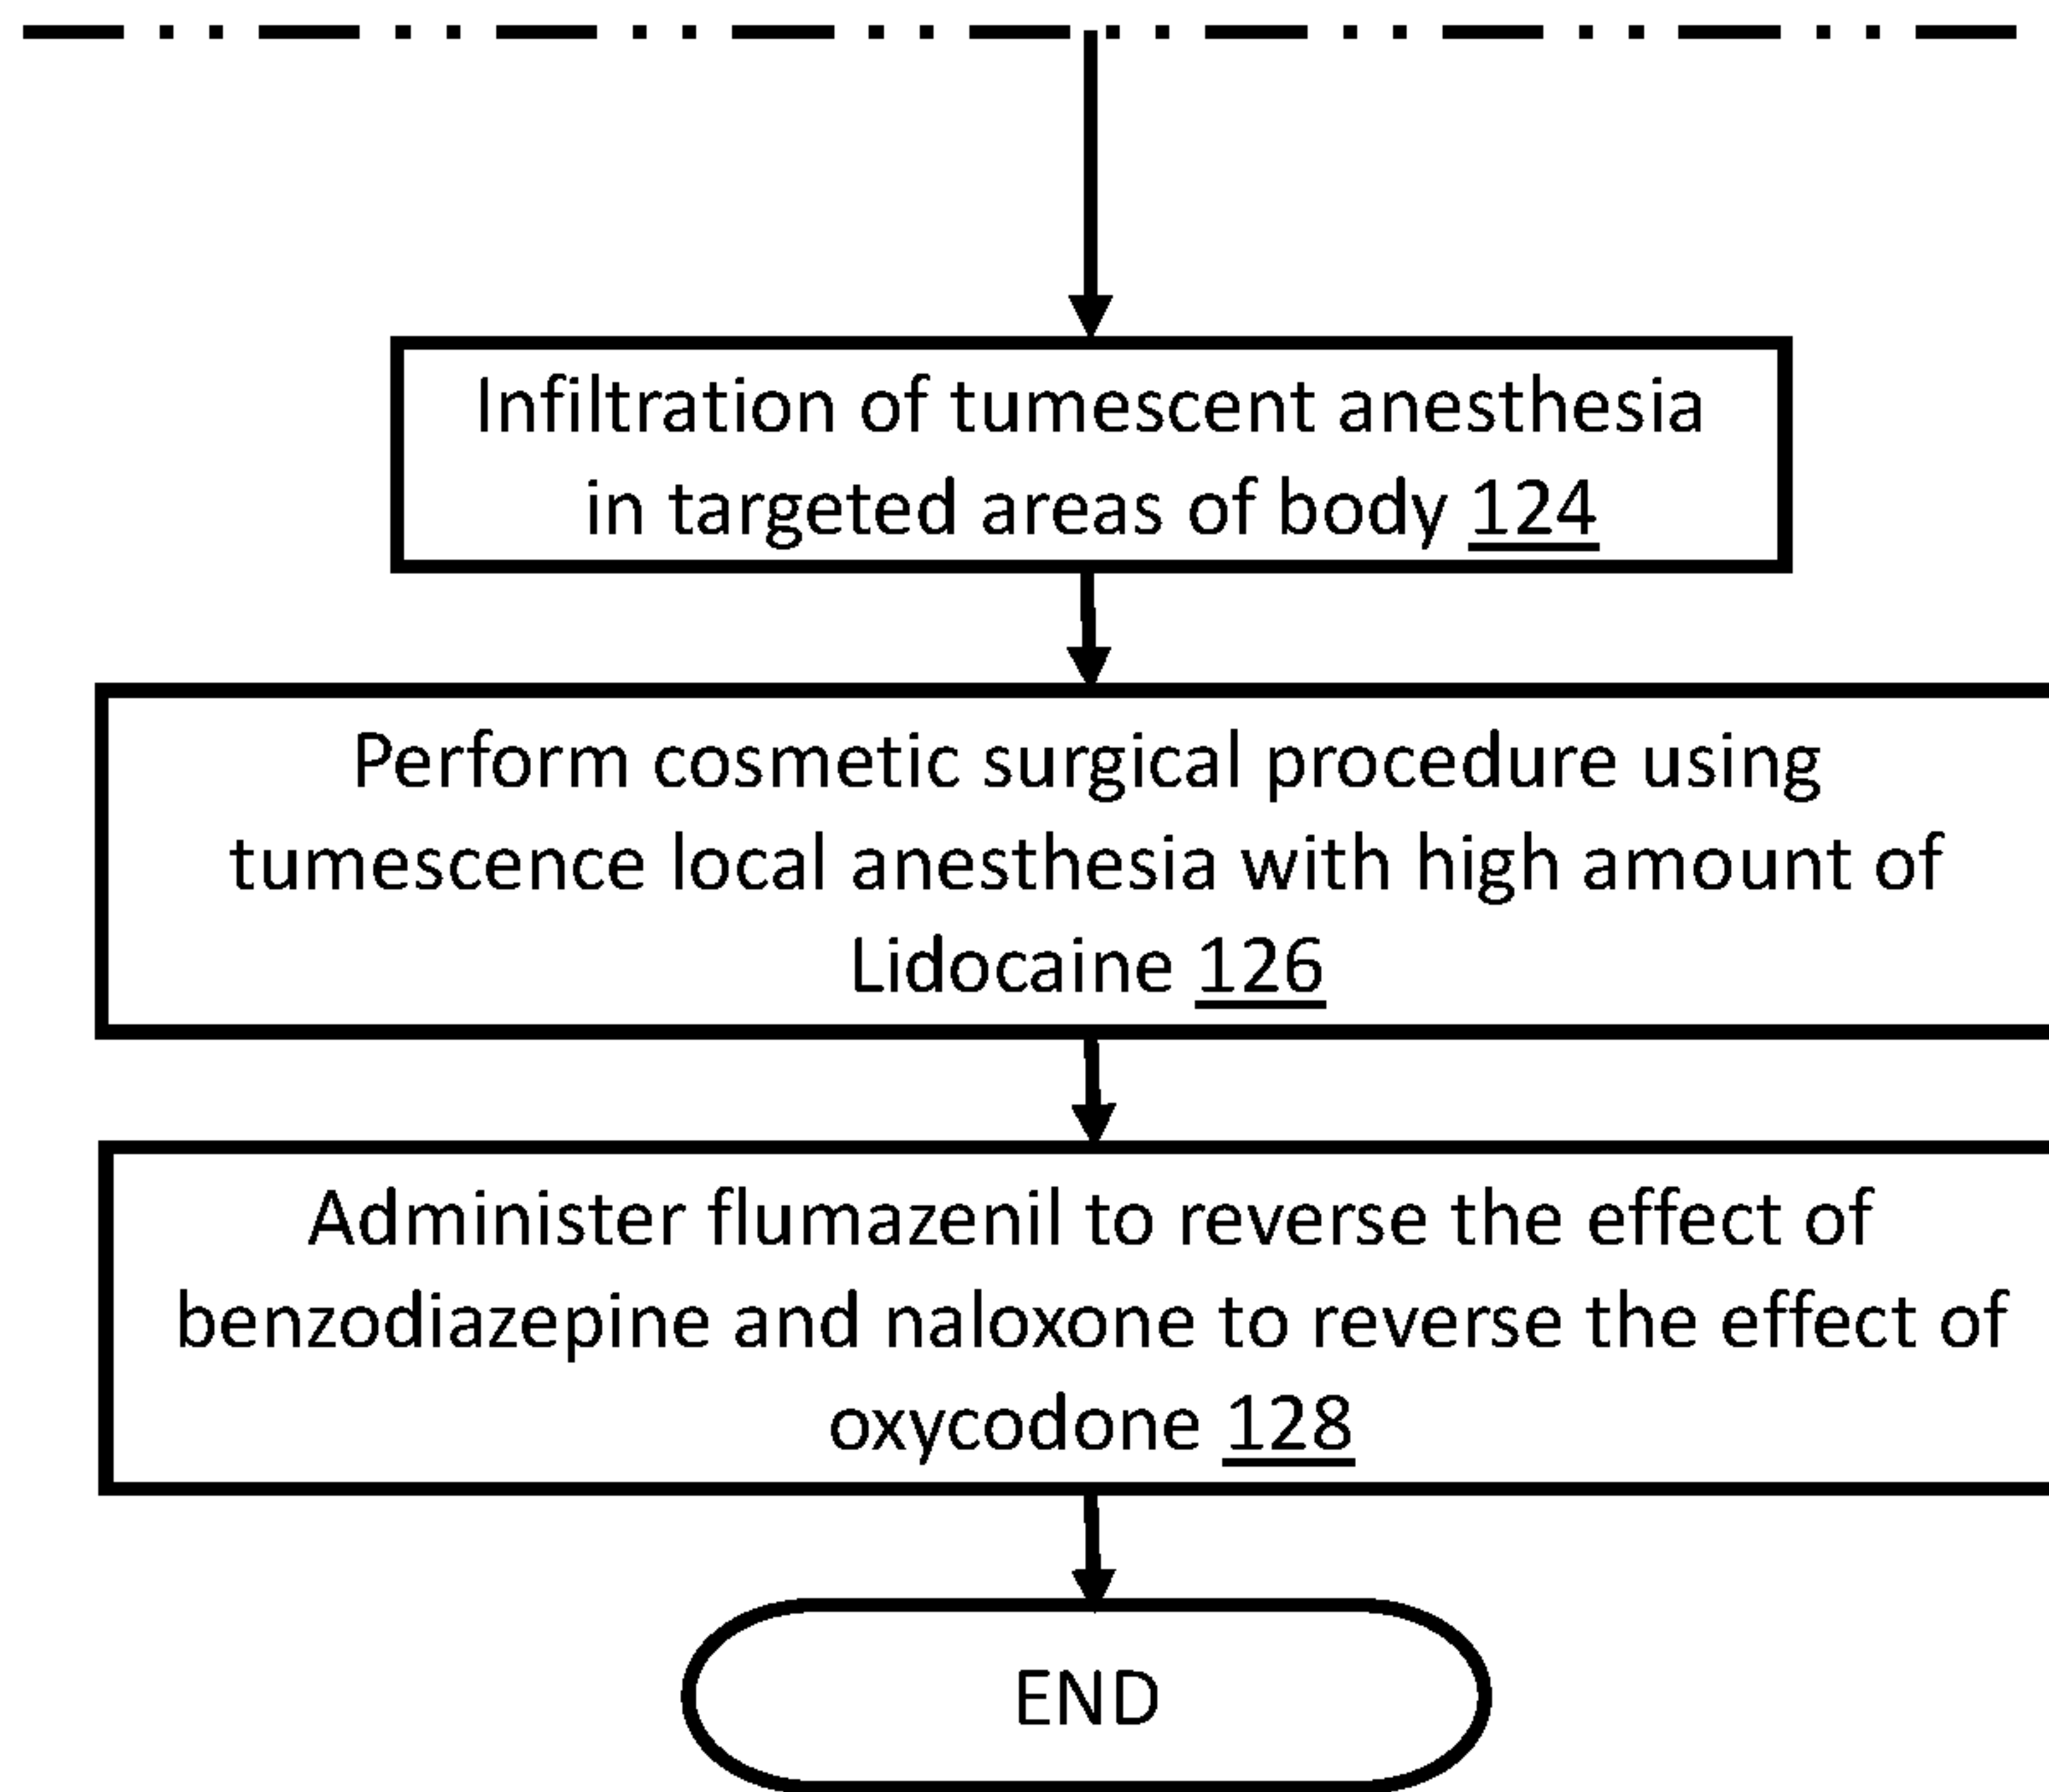 Infiltration of tumescent anesthesia
in targeted areas of body 124
Perform cosmetic surgical procedure using
tumescence local anesthesia with high amount of
Lidocaine 126
Administer flumazenil to reverse the effect of
benzodiazepine and naloxone to reverse the effect of
oxycodone 128
END